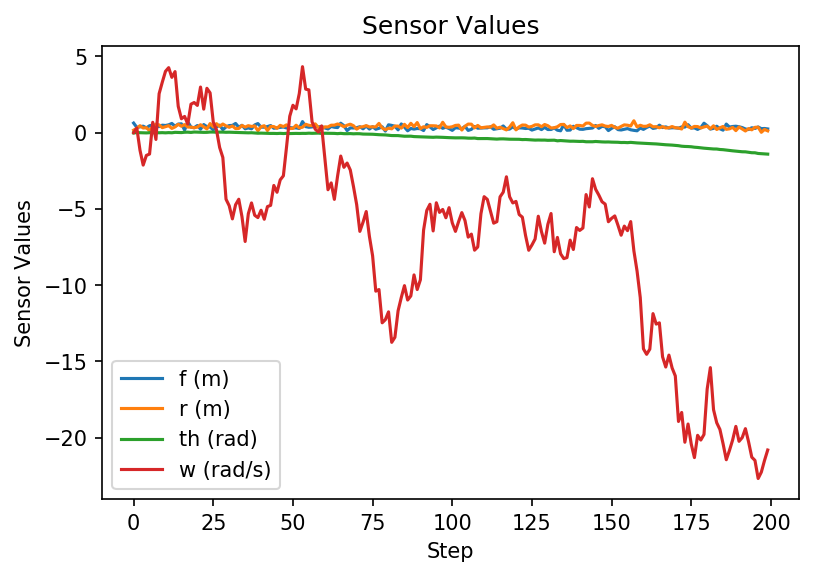 Sensor Values
Sensor Values
5
0
−5
−10
−15
−20
f (m)
r (m)
th (rad)
w (rad/s)
0 25 50 75 100 125 150 175 200
Step